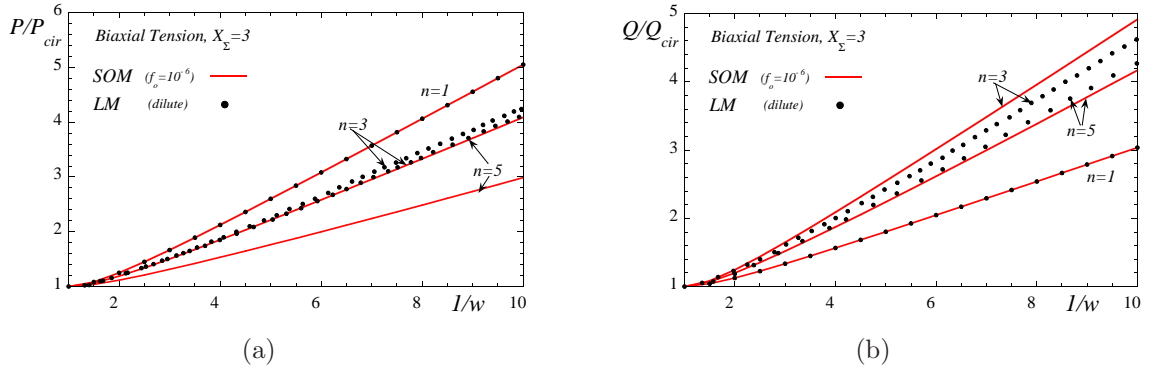 P/P_cir
6
5
4
3
2
1
Biaxial Tension, X_Σ=3
SOM (f_o=10^-6)
LM (dilute)
n=1
n=3
n=5
2 4 6 8 10
1/w
(a)
Q/Q_cir
5
4
3
2
1
Biaxial Tension, X_Σ=3
SOM (f_o=10^-6)
LM (dilute)
n=3
n=5
n=1
2 4 6 8 10
1/w
(b)